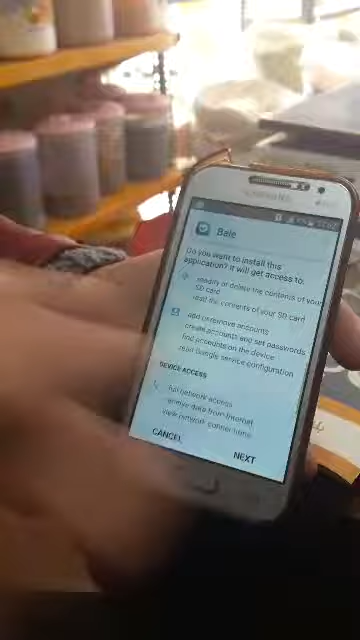 SAMSUNG
Bale
Do you want to install this
application? It will get access to:
modify or delete the contents of your
SD card
read the contents of your SD card
add or remove accounts
create accounts and set passwords
find accounts on the device
read Google service configuration
DEVICE ACCESS
full network access
receive data from Internet
view network connections
CANCEL
NEXT